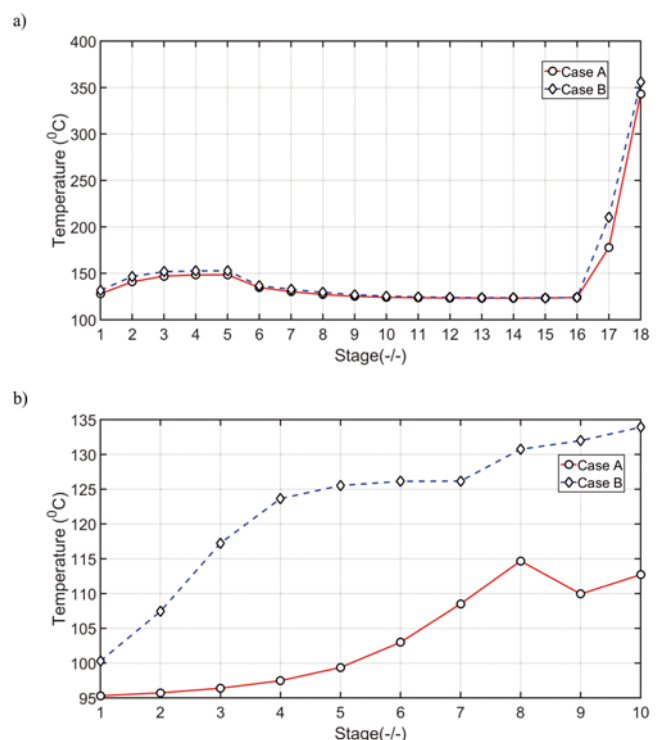 a)
400
350
300
250
200
150
100
Temperature (⁰C)
Case A
Case B
1 2 3 4 5 6 7 8 9 10 11 12 13 14 15 16 17 18
Stage(-/-)
b)
135
130
125
120
115
110
105
100
95
Temperature (⁰C)
Case A
Case B
1 2 3 4 5 6 7 8 9 10
Stage(-/-)